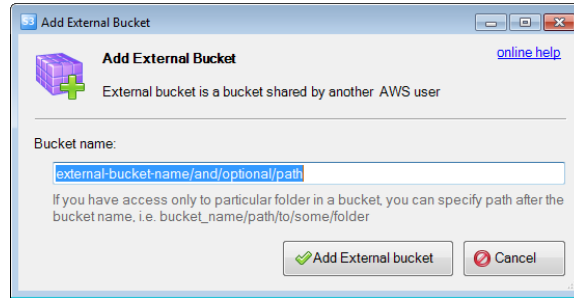 S3 Add External Bucket
Add External Bucket
online help
External bucket is a bucket shared by another AWS user
Bucket name:
external-bucket-name/and/optional/path
If you have access only to particular folder in a bucket, you can specify path after the
bucket name, i.e. bucket_name/path/to/some/folder
Add External bucket
Cancel